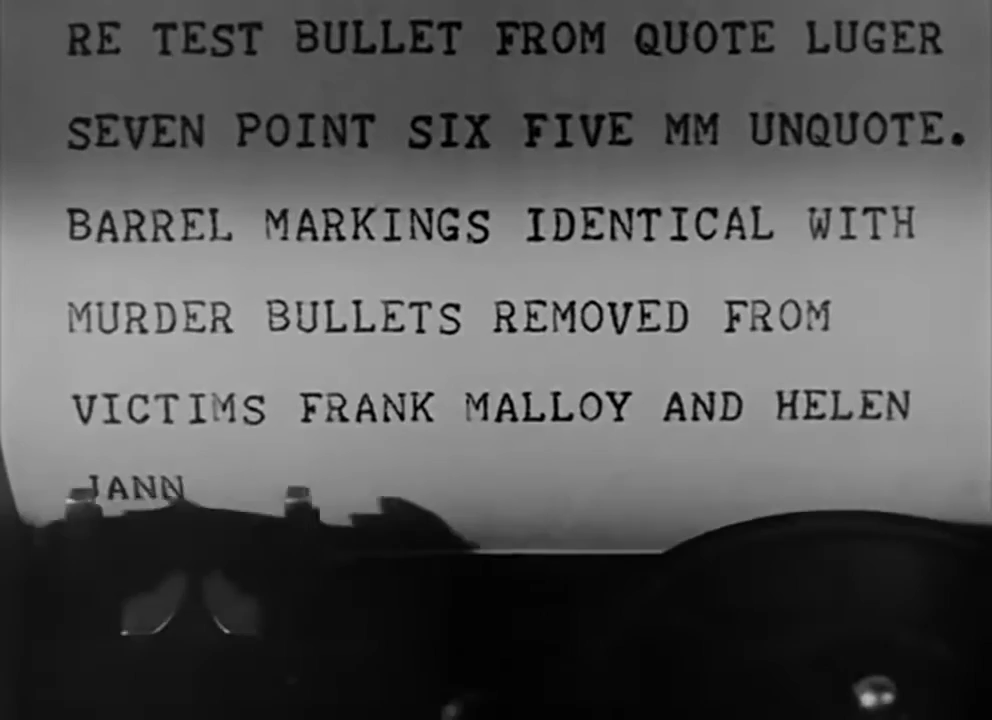 RE TEST BULLET FROM QUOTE LUGER
SEVEN POINT SIX FIVE MM UNQUOTE.
BARREL MARKINGS IDENTICAL WITH
MURDER BULLETS REMOVED FROM
VICTIMS FRANK MALLOY AND HELEN
JANN